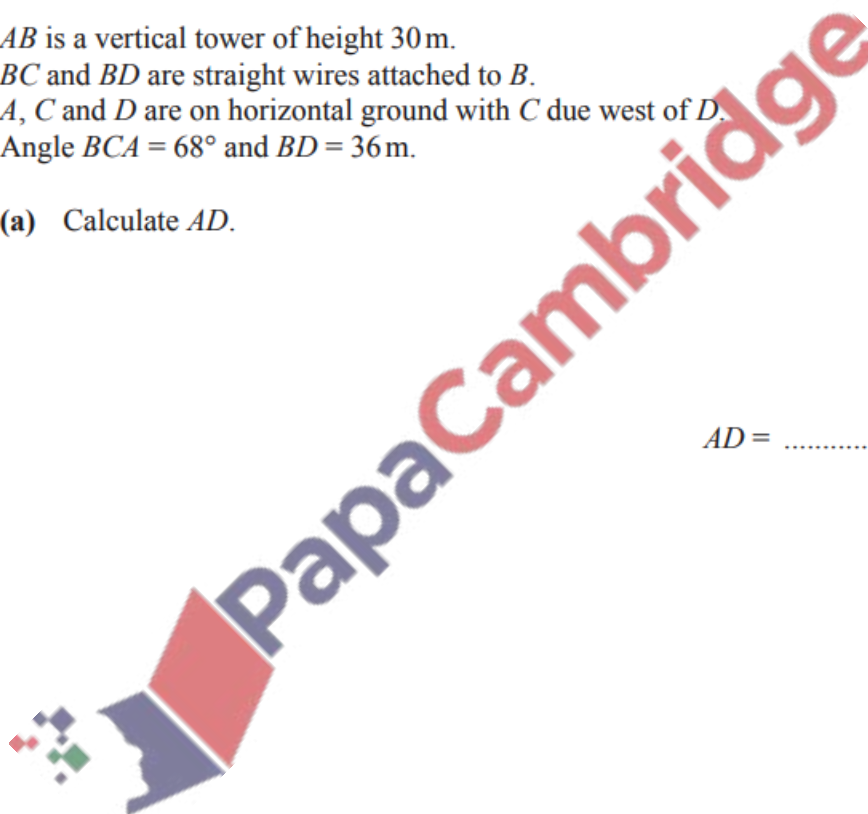 AB is a vertical tower of height 30 m.
BC and BD are straight wires attached to B.
A, C and D are on horizontal ground with C due west of D.
Angle BCA = 68° and BD = 36 m.
(a) Calculate AD.
AD = ...........
PapaCambridge